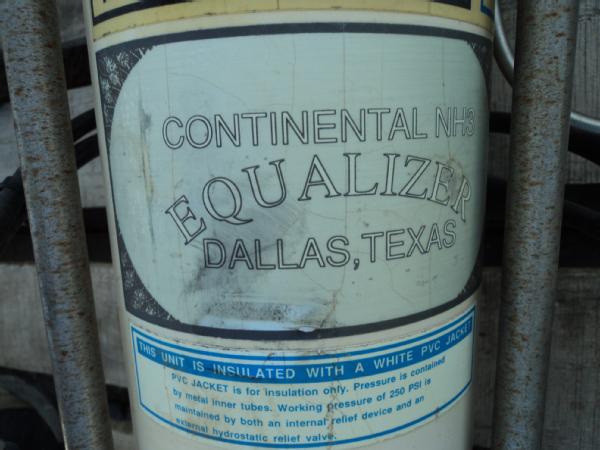 CONTINENTAL NH3
EQUALIZER
DALLAS, TEXAS
THIS UNIT IS INSULATED WITH A WHITE PVC JACKET
PVC JACKET is for insulation only. Pressure is contained
by metal inner tubes. Working pressure of 250 PSI is
maintained by both an internal relief device and an
external hydrostatic relief valve.